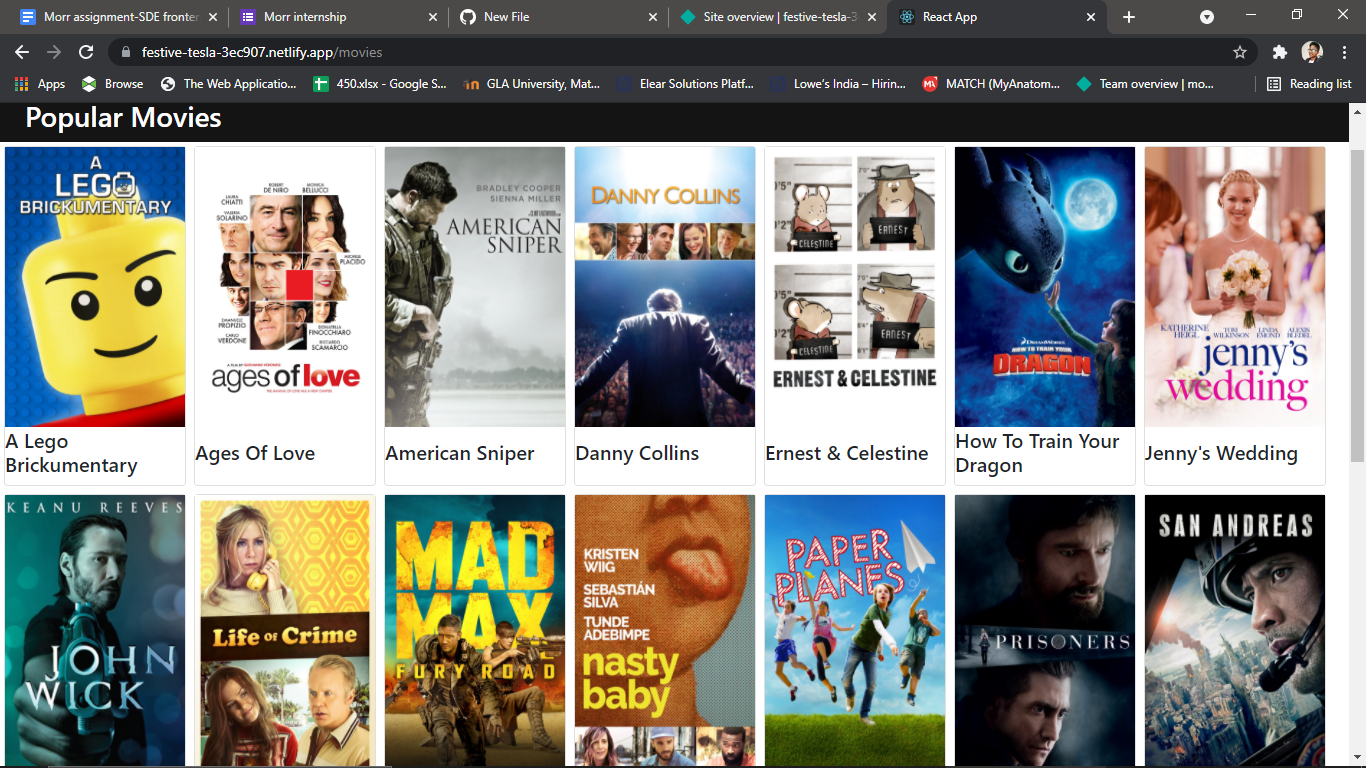 Morr assignment-SDE fronter
Morr internship
New File
Site overview | festive-tesla-3
React App
festive-tesla-3ec907.netlify.app/movies
Apps
Browse
The Web Applicatio...
450.xlsx - Google S...
GLA University, Mat...
Elear Solutions Platf...
Lowe's India – Hirin...
MATCH (MyAnatom...
Team overview | mo...
Reading list
Popular Movies
A
LEGO
BRICKUMENTARY
A Lego
Brickumentary
ROBERT
DE NIRO
MONICA
BELLUCCI
LAURA
CHIATTI
VALERIA
SOLARINO
MICHELE
PLACIDO
EMANUELE
PROPIZIO
CARLO
VERDONE
DONATELLA
FINOCCHIARO
RICCARDO
SCAMARCIO
ages of love
Ages Of Love
BRADLEY COOPER
SIENNA MILLER
AMERICAN
SNIPER
American Sniper
DANNY COLLINS
Danny Collins
CELESTINE
ERNEST
CELESTINE
ERNEST
ERNEST & CELESTINE
Ernest & Celestine
DREAMWORKS
HOW TO TRAIN YOUR
DRAGON
How To Train Your
Dragon
KATHERINE
HEIGL
TOM
WILKINSON
LINDA
EMOND
ALEXIS
BLEDEL
jenny's
wedding
Jenny's Wedding
KEANU REEVES
JOHN
WICK
Life of Crime
MAD
MAX
FURY ROAD
KRISTEN
WIIG
SEBASTIÁN
SILVA
TUNDE
ADEBIMPE
nasty
baby
PAPER
PLANES
PRISONERS
SAN ANDREAS